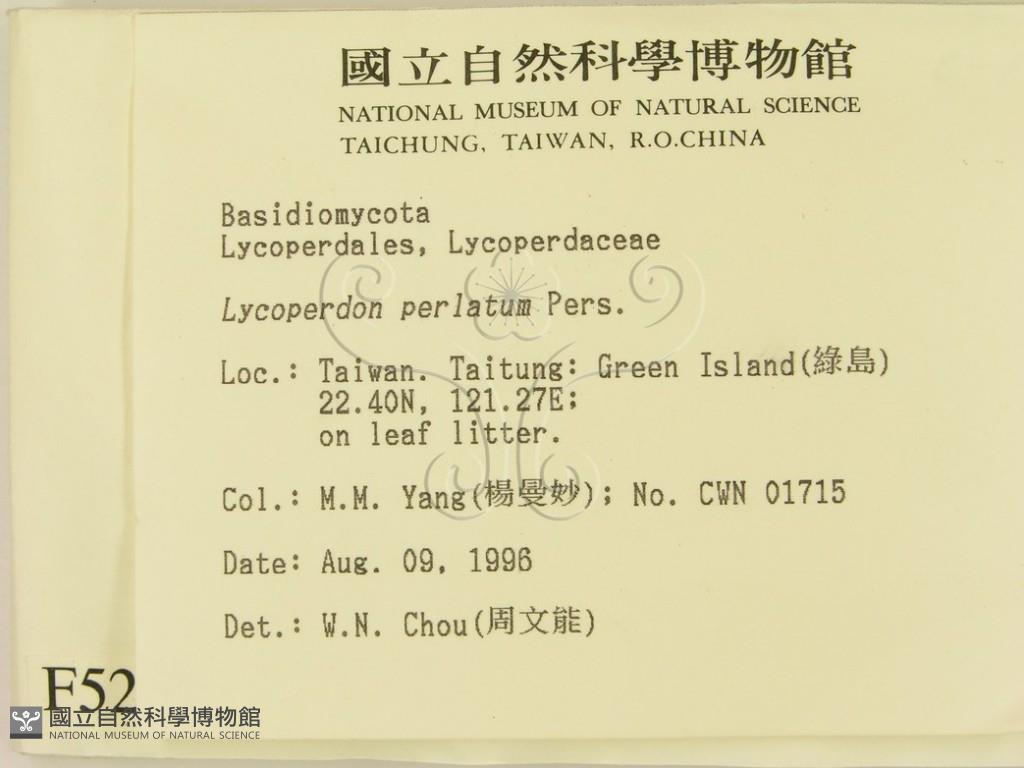 國立自然科學博物館
NATIONAL MUSEUM OF NATURAL SCIENCE
TAICHUNG, TAIWAN, R.O.CHINA
Basidiomycota
Lycoperdales, Lycoperdaceae
Lycoperdon perlatum Pers.
Loc.: Taiwan. Taitung: Green Island(綠島)
22.40N, 121.27E;
on leaf litter.
Col.: M.M. Yang(楊曼妙); No. CWN 01715
Date: Aug. 09, 1996
Det.: W.N. Chou(周文能)
F52
國立自然科學博物館
NATIONAL MUSEUM OF NATURAL SCIENCE